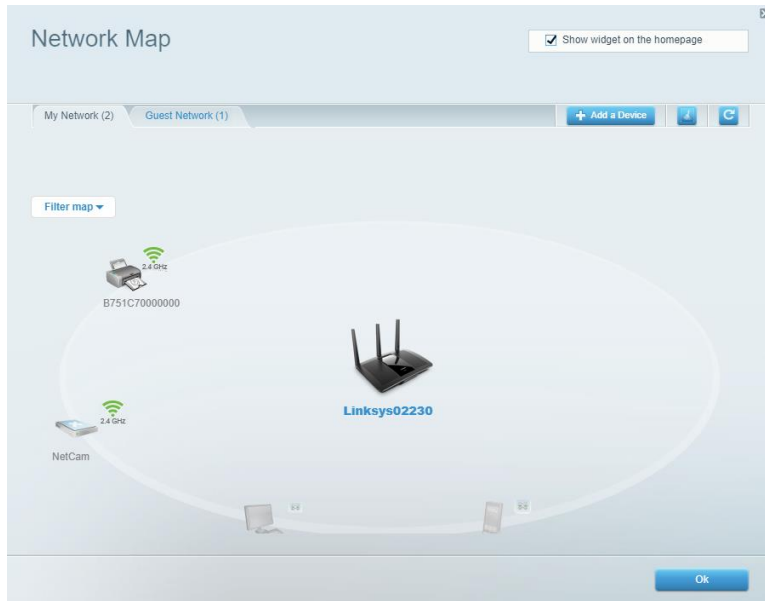 Network Map
Show widget on the homepage
My Network (2)
Guest Network (1)
Add a Device
Filter map
2.4 GHz
B751C70000000
Linksys02230
2.4 GHz
NetCam
Ok